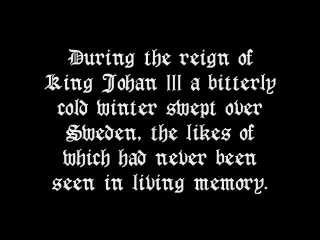 During the reign of
King Johan III a bitterly
cold winter swept over
Sweden, the likes of
which had never been
seen in living memory.